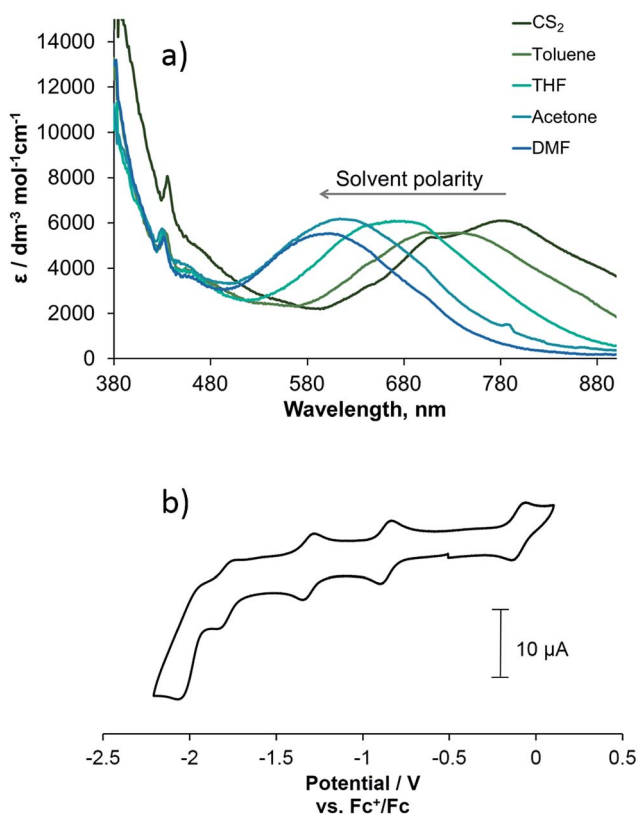 a)
CS₂
Toluene
THF
Acetone
DMF
Solvent polarity
ε / dm⁻³ mol⁻¹cm⁻¹
14000
12000
10000
8000
6000
4000
2000
0
380 480 580 680 780 880
Wavelength, nm
b)
10 µA
-2.5 -2 -1.5 -1 -0.5 0 0.5
Potential / V
vs. Fc⁺/Fc